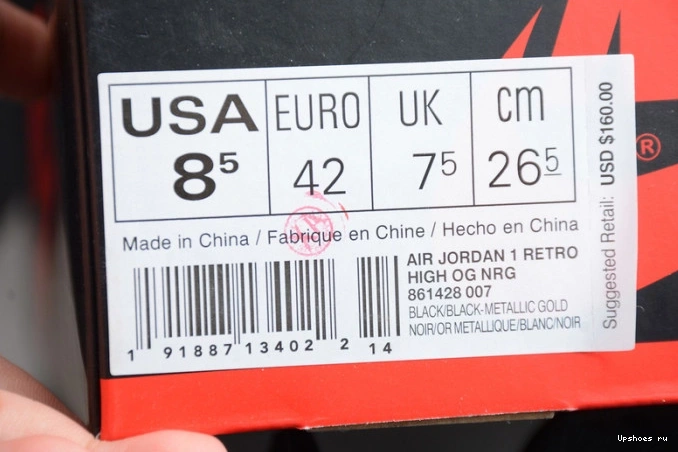 USA EURO UK cm
8⁵ 42 7⁵ 26⁵
Made in China / Fabrique en Chine / Hecho en China
AIR JORDAN 1 RETRO
HIGH OG NRG
861428 007
BLACK/BLACK-METALLIC GOLD
NOIR/OR METALLIQUE/BLANC/NOIR
1 91887 13402 2 14
Suggested Retail: USD $160.00
®
Upshoes ru